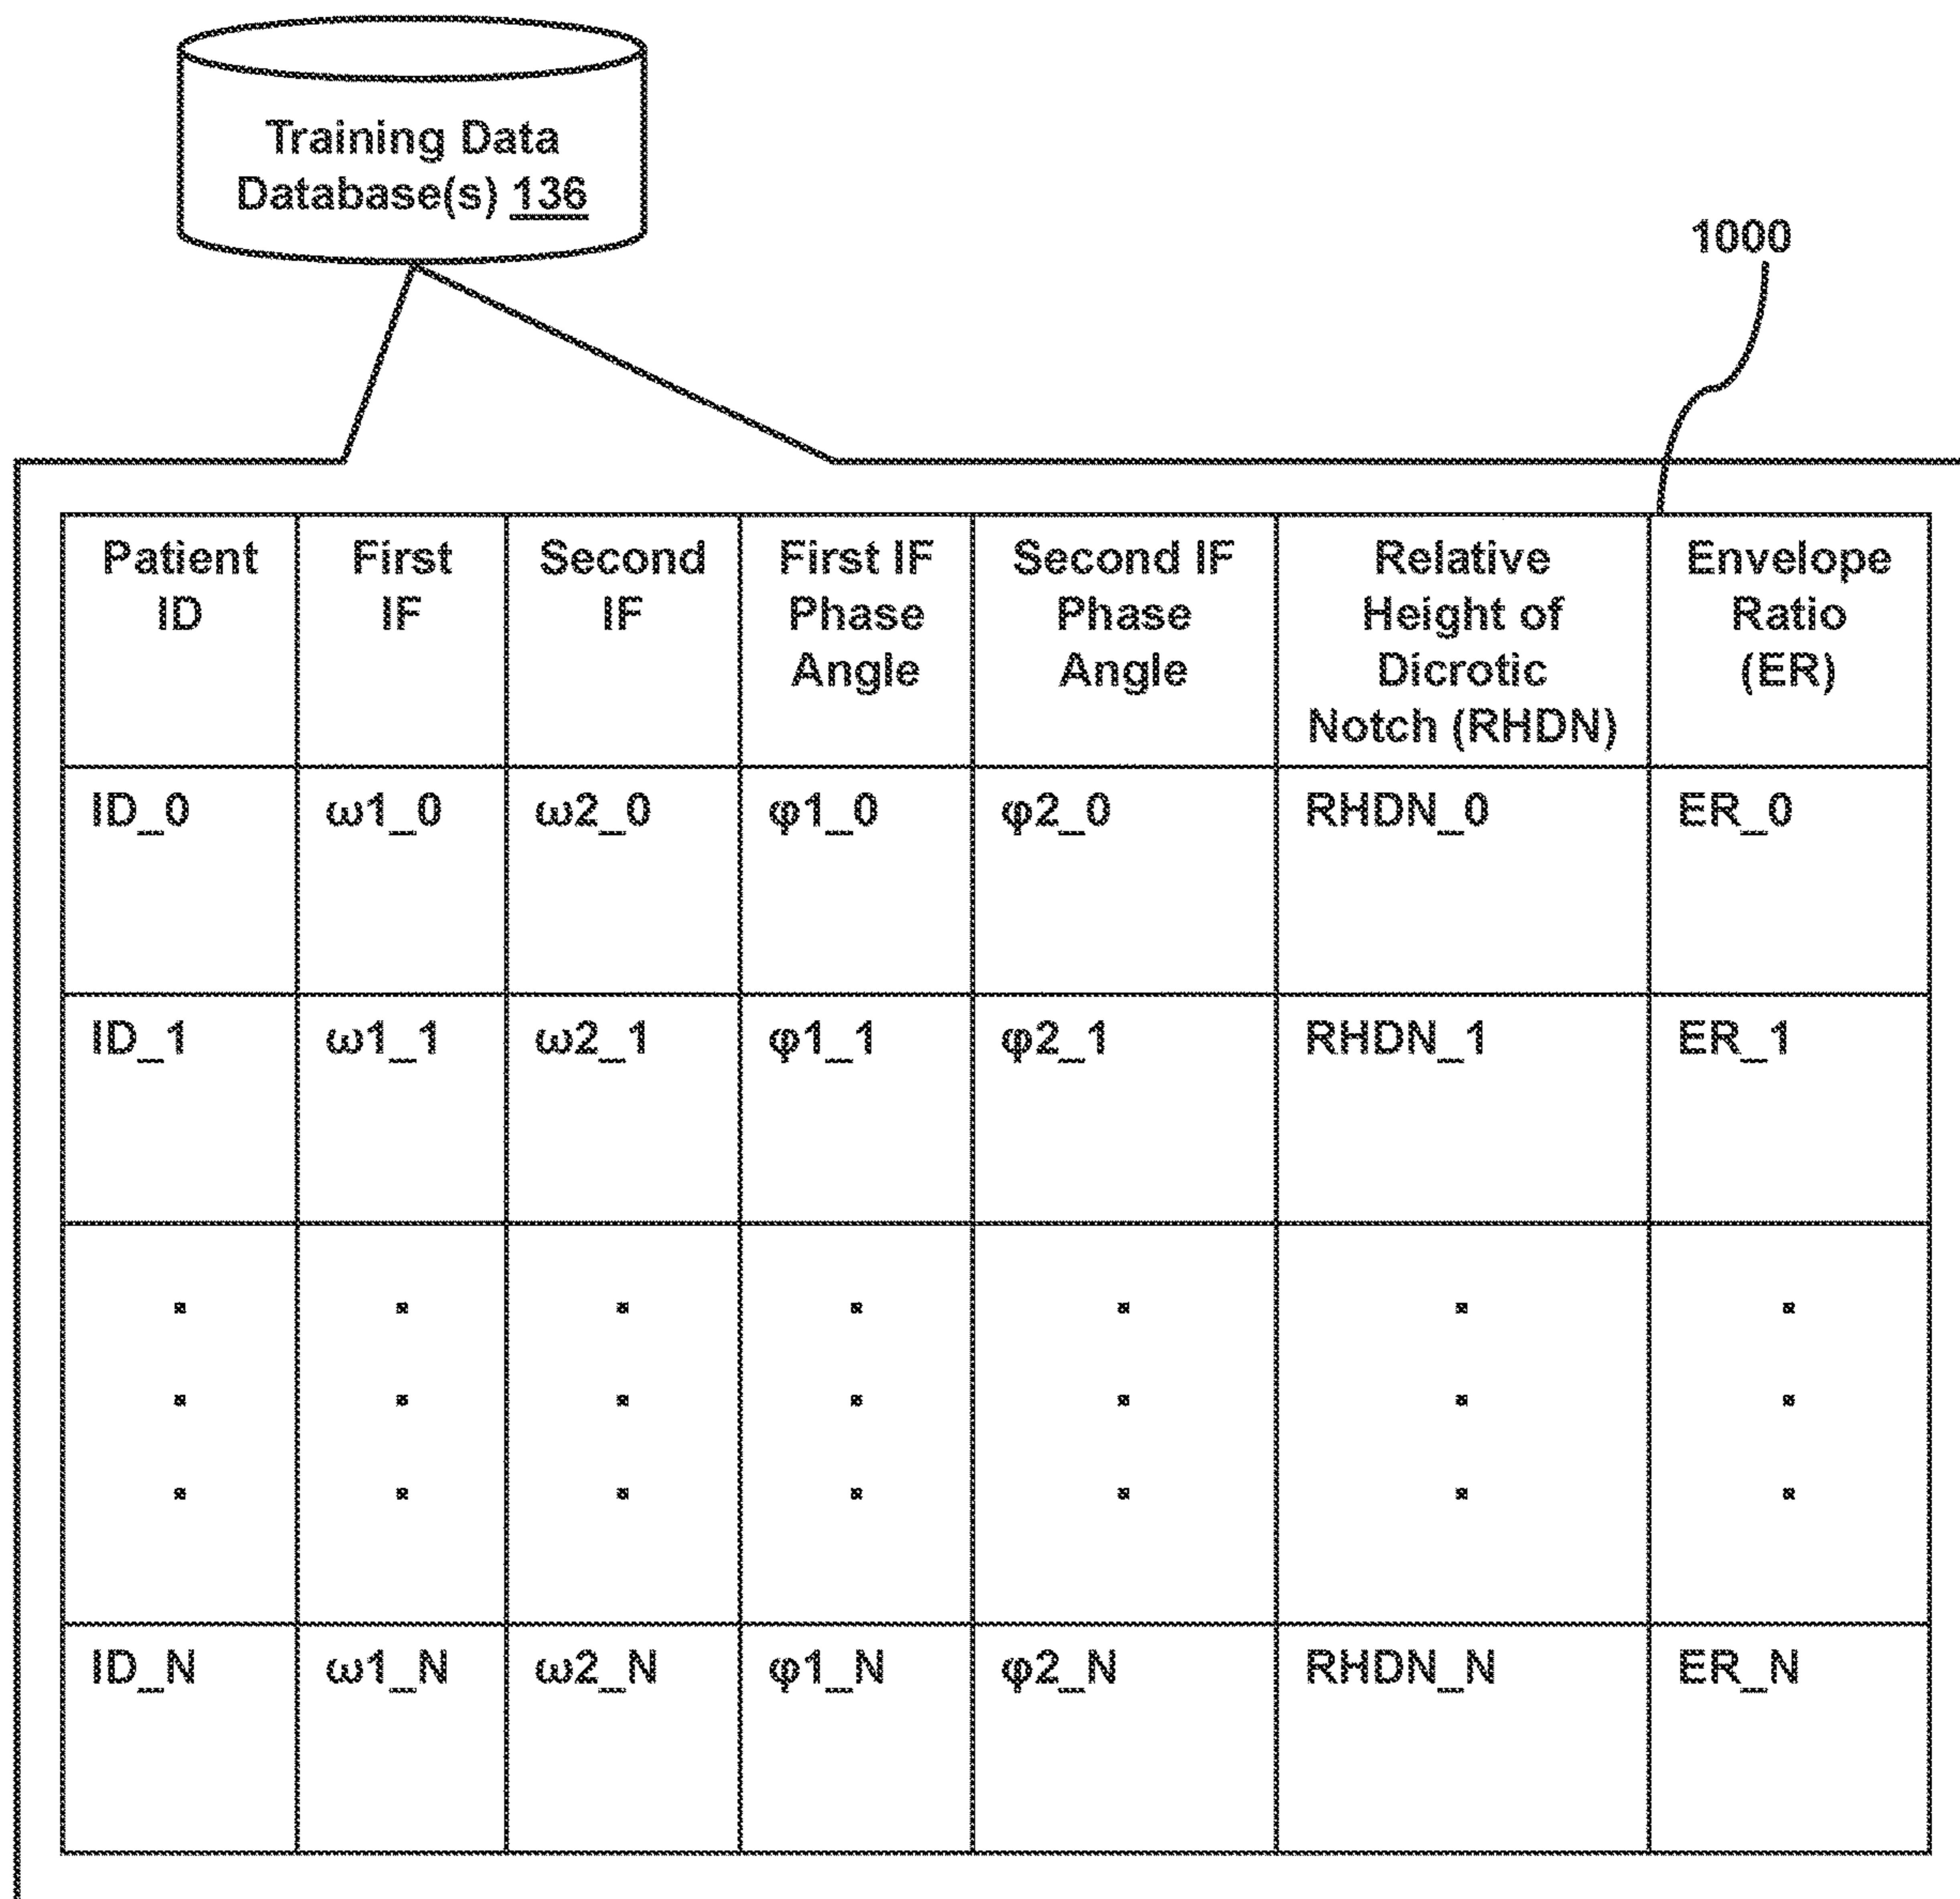 Training Data
Database(s) 136
1000
Patient ID First IF Second IF First IF Phase Angle Second IF Phase Angle Relative Height of Dicrotic Notch (RHDN) Envelope Ratio (ER)
ID_0 ω1_0 ω2_0 φ1_0 φ2_0 RHDN_0 ER_0
ID_1 ω1_1 ω2_1 φ1_1 φ2_1 RHDN_1 ER_1
ID_N ω1_N ω2_N φ1_N φ2_N RHDN_N ER_N